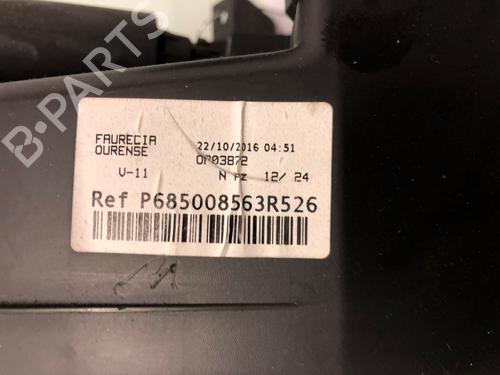 B-PARTS
FAURECIA 22/10/2016 04:51
OURENSE OP03872
V-11 N rz 12/ 24
Ref P685008563R526